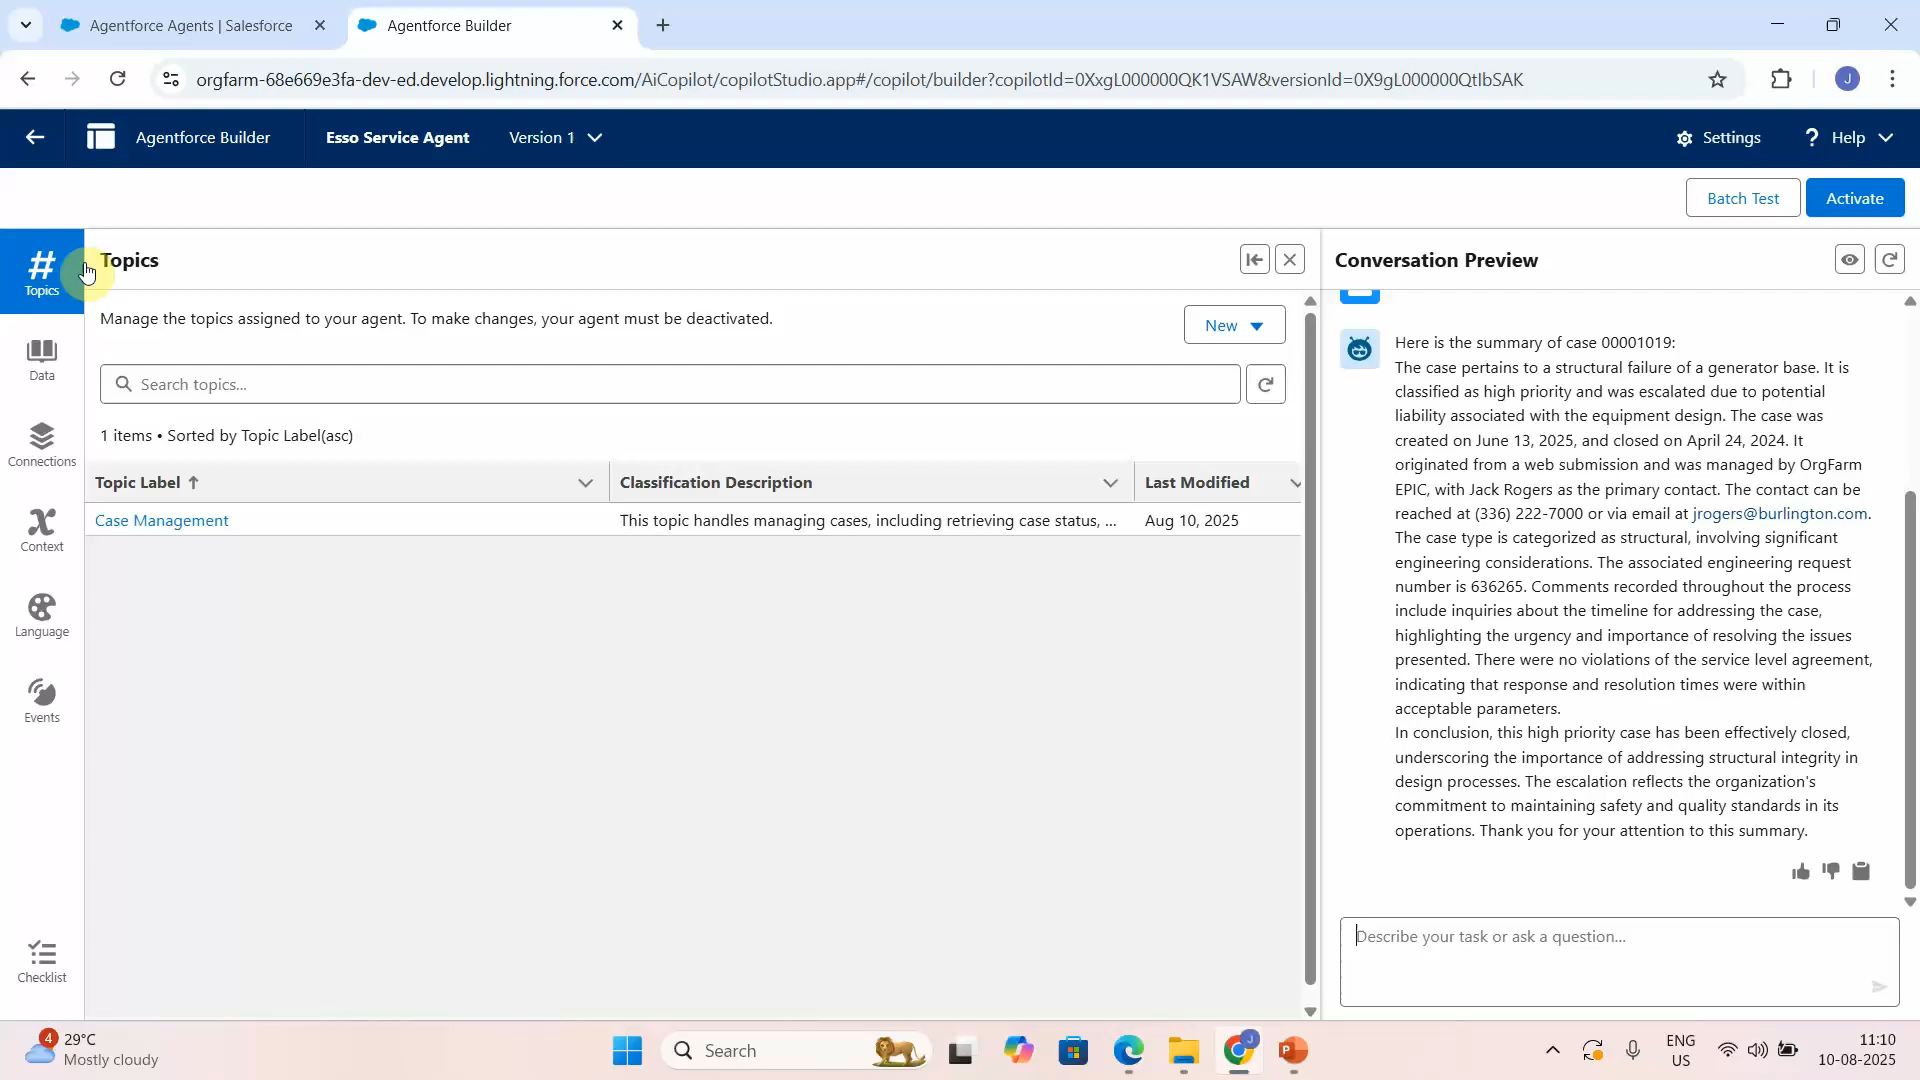 Agentforce Agents | Salesforce
Agentforce Builder
orgfarm-68e669e3fa-dev-ed.develop.lightning.force.com/AiCopilot/copilotStudio.app#/copilot/builder?copilotId=0XxgL000000QK1VSAW&versionId=0X9gL000000QtIbSAK
J
Agentforce Builder
Esso Service Agent
Version 1
Settings
? Help
Batch Test
Activate
# Topics
Data
Connections
Context
Language
Events
Checklist
Topics
Manage the topics assigned to your agent. To make changes, your agent must be deactivated.
New
Search topics...
1 items • Sorted by Topic Label(asc)
Topic Label ↑
Classification Description
Last Modified
Case Management
This topic handles managing cases, including retrieving case status, ...
Aug 10, 2025
Conversation Preview
Here is the summary of case 00001019:
The case pertains to a structural failure of a generator base. It is
classified as high priority and was escalated due to potential
liability associated with the equipment design. The case was
created on June 13, 2025, and closed on April 24, 2024. It
originated from a web submission and was managed by OrgFarm
EPIC, with Jack Rogers as the primary contact. The contact can be
reached at (336) 222-7000 or via email at jrogers@burlington.com.
The case type is categorized as structural, involving significant
engineering considerations. The associated engineering request
number is 636265. Comments recorded throughout the process
include inquiries about the timeline for addressing the case,
highlighting the urgency and importance of resolving the issues
presented. There were no violations of the service level agreement,
indicating that response and resolution times were within
acceptable parameters.
In conclusion, this high priority case has been effectively closed,
underscoring the importance of addressing structural integrity in
design processes. The escalation reflects the organization's
commitment to maintaining safety and quality standards in its
operations. Thank you for your attention to this summary.
Describe your task or ask a question...
4
29°C
Mostly cloudy
Search
J
ENG
US
11:10
10-08-2025